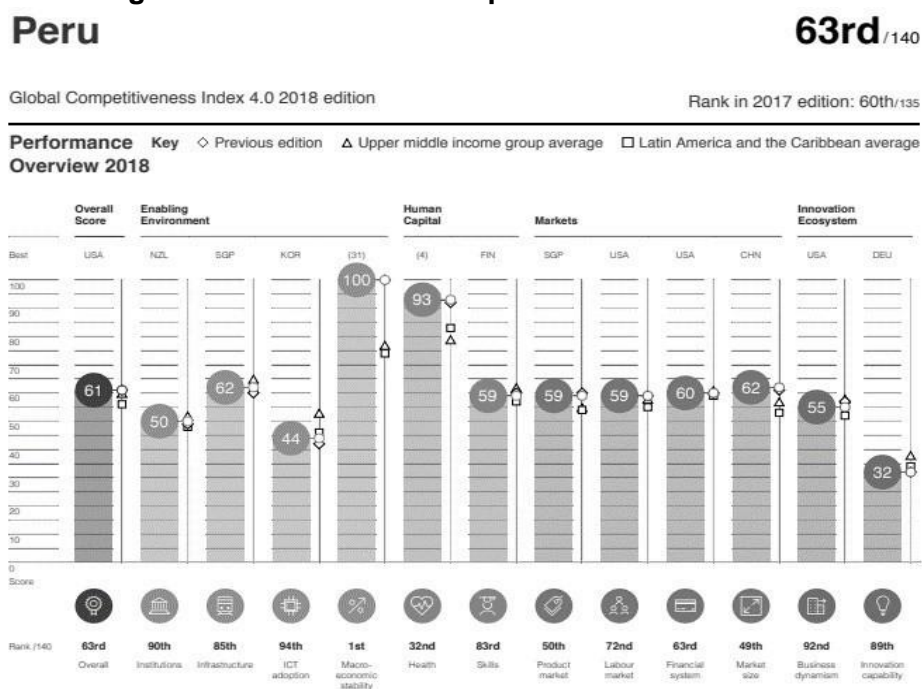 Peru 63rd/140
Global Competitiveness Index 4.0 2018 edition Rank in 2017 edition: 60th/135
Performance Key ◇ Previous edition △ Upper middle income group average □ Latin America and the Caribbean average
Overview 2018
Overall Enabling Human Innovation
Score Environment Capital Markets Ecosystem
Best USA NZL SGP KOR (31) (4) FIN SGP USA USA CHN USA DEU
100
90
80
70
60
50
40
30
20
10
0
61 50 62 44 100 93 59 59 59 60 62 55 32
Score
Rank /140 63rd 90th 85th 94th 1st 32nd 83rd 50th 72nd 63rd 49th 92nd 89th
Overall Institutions Infrastructure ICT Macro- Health Skills Product Labour Financial Market Business Innovation
adoption economic market market system size dynamism capability
stability